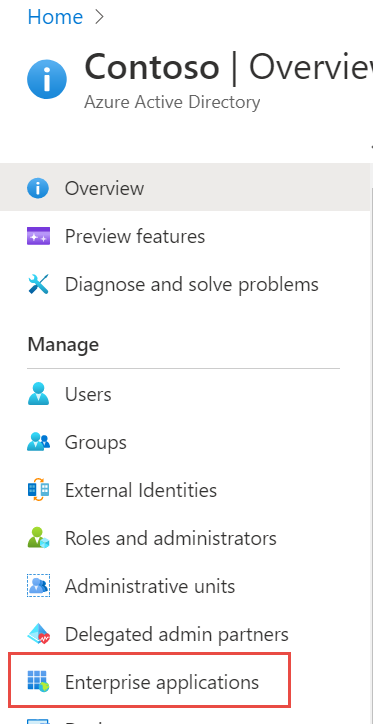 Home
Contoso | Overvie
Azure Active Directory
Overview
Preview features
Diagnose and solve problems
Manage
Users
Groups
External Identities
Roles and administrators
Administrative units
Delegated admin partners
Enterprise applications